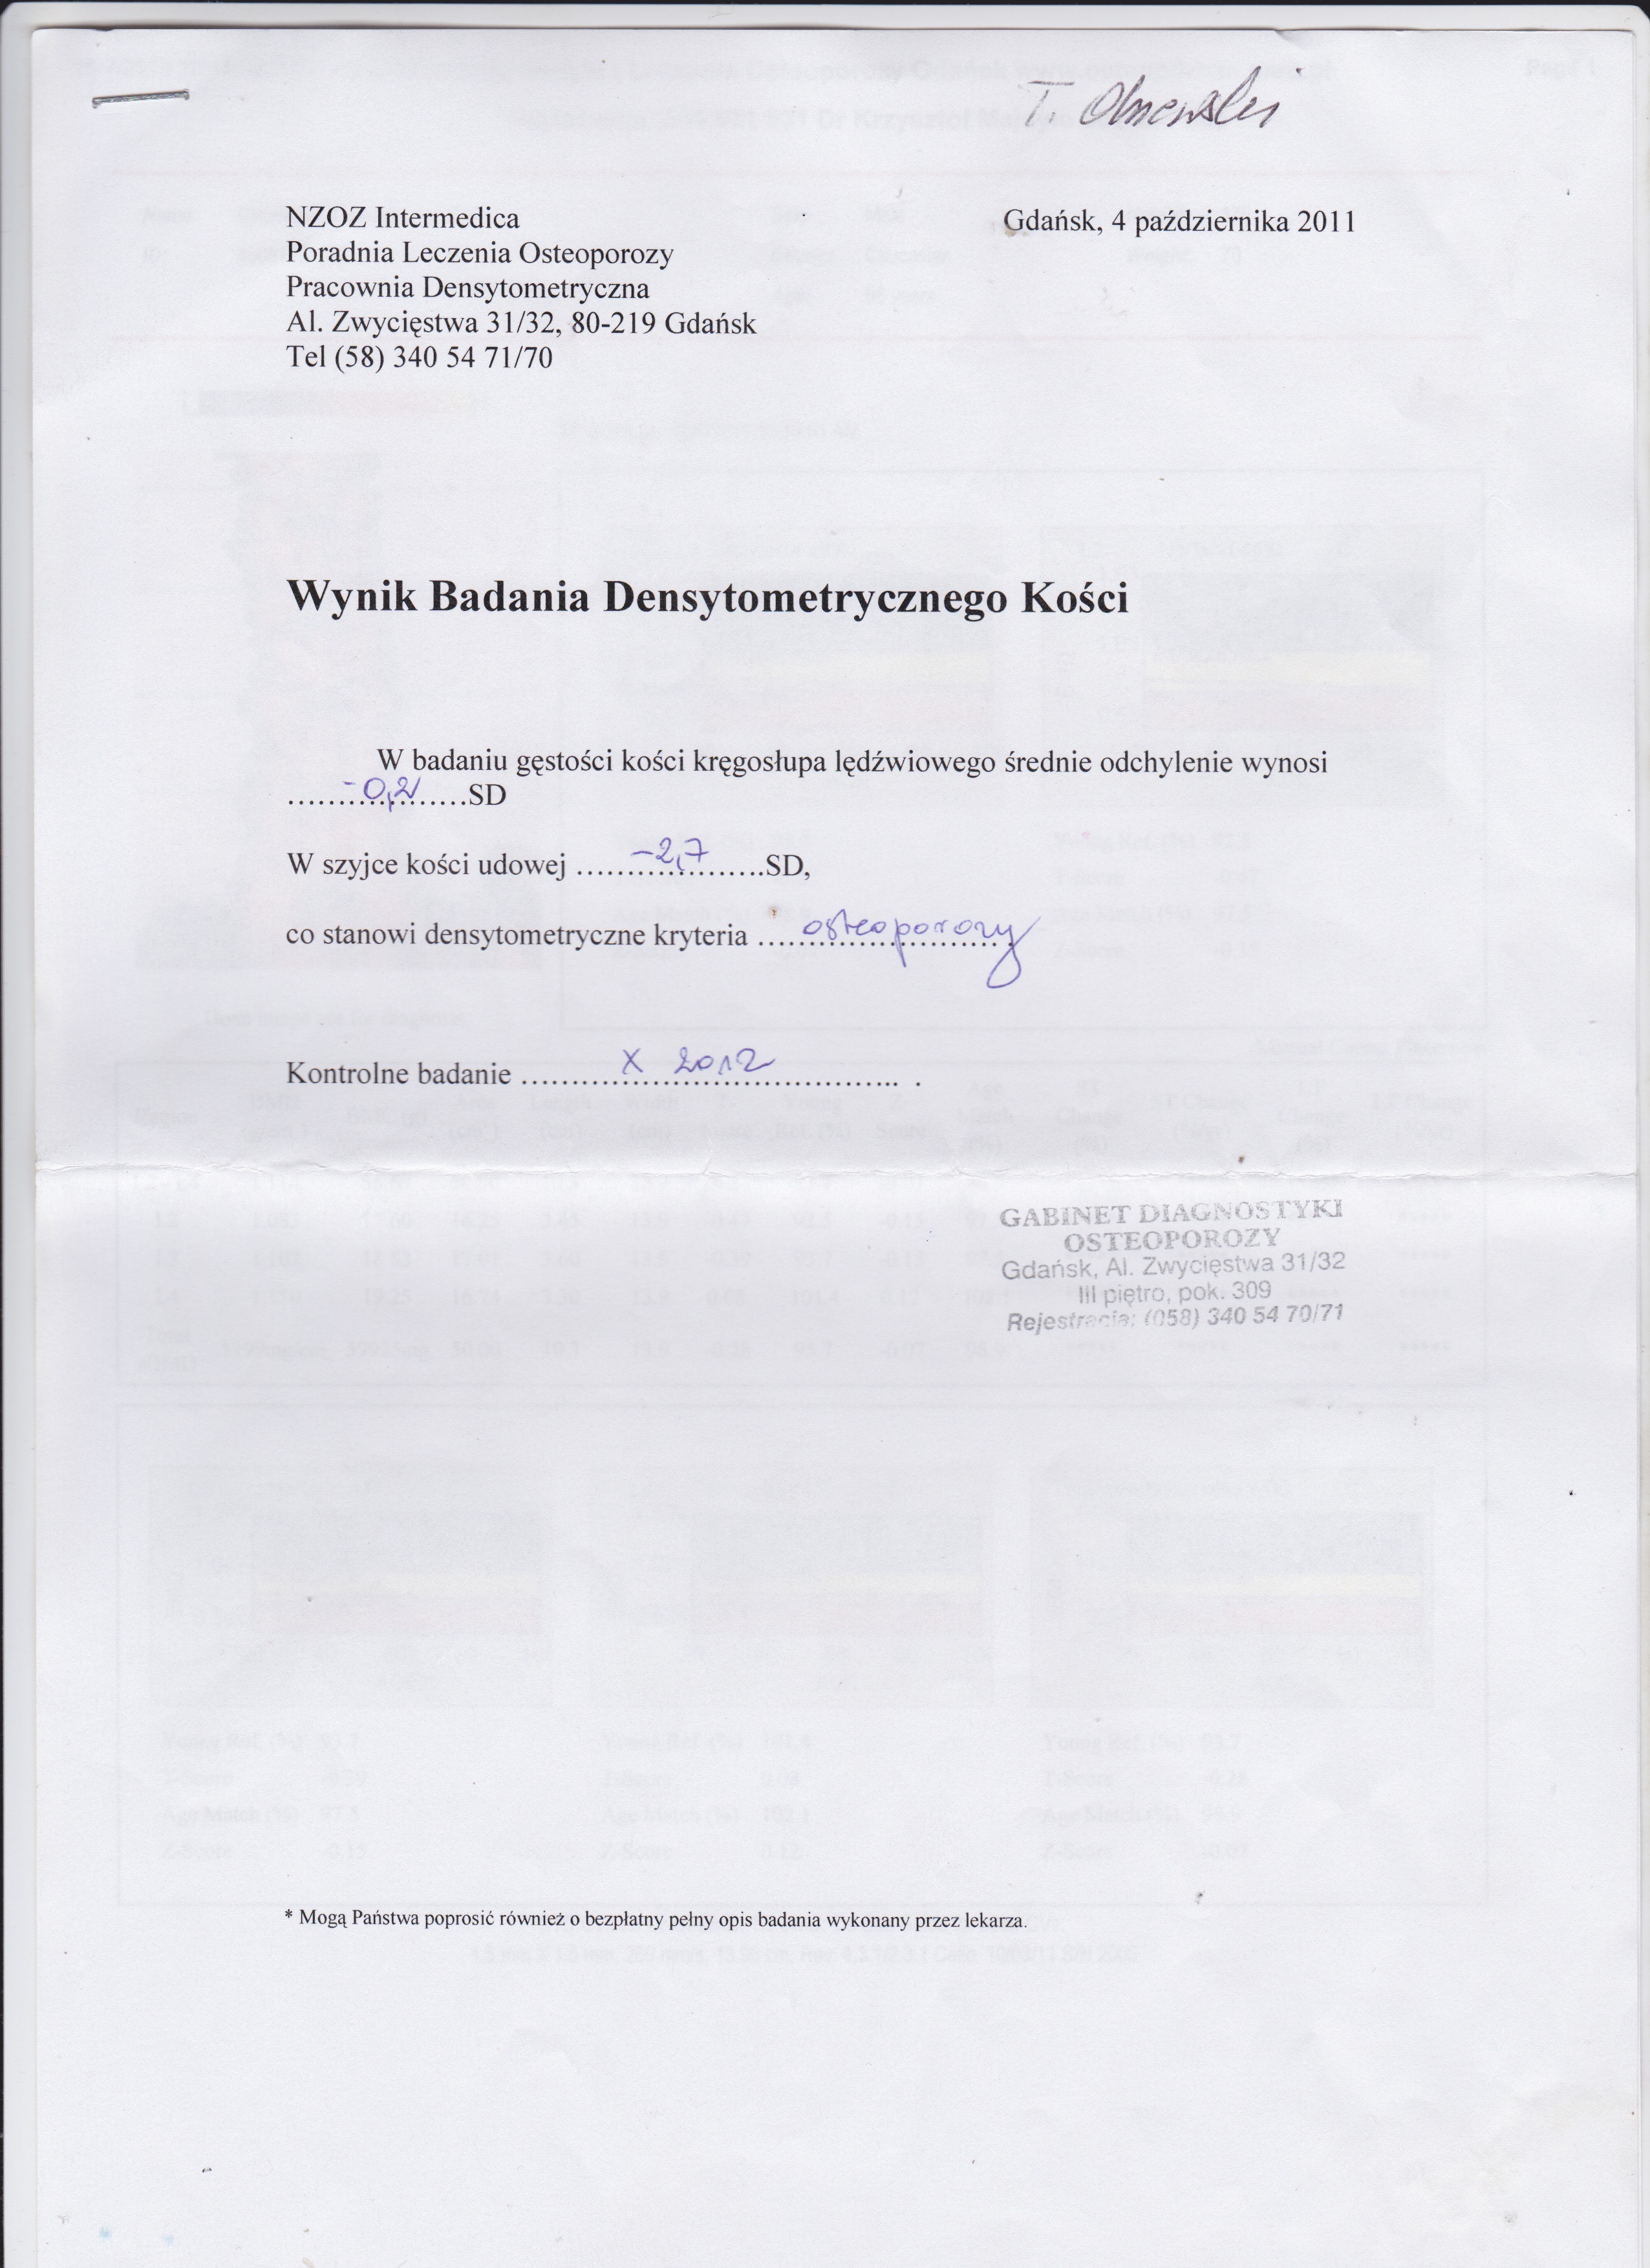 T.
NZOZ Intermedica
Gdańsk, 4 października 2011
Poradnia Leczenia Osteoporozy
Pracownia Densytometryczna
Al. Zwycięstwa 31/32, 80-219 Gdańsk
Tel (58) 340 54 71/70
Wynik Badania Densytometrycznego Kości
W badaniu gęstości kości kręgosłupa lędźwiowego średnie odchylenie wynosi
-0,2 SD
W szyjce kości udowej -2,7 SD,
co stanowi densytometryczne kryteria osteoporozy
Kontrolne badanie X 2012 .
GABINET DIAGNOSTYKI
OSTEOPOROZY
Gdańsk, Al. Zwycięstwa 31/32
III piętro, pok. 309
Rejestracja: (058) 340 54 70/71
* Mogą Państwa poprosić również o bezpłatny pełny opis badania wykonany przez lekarza.